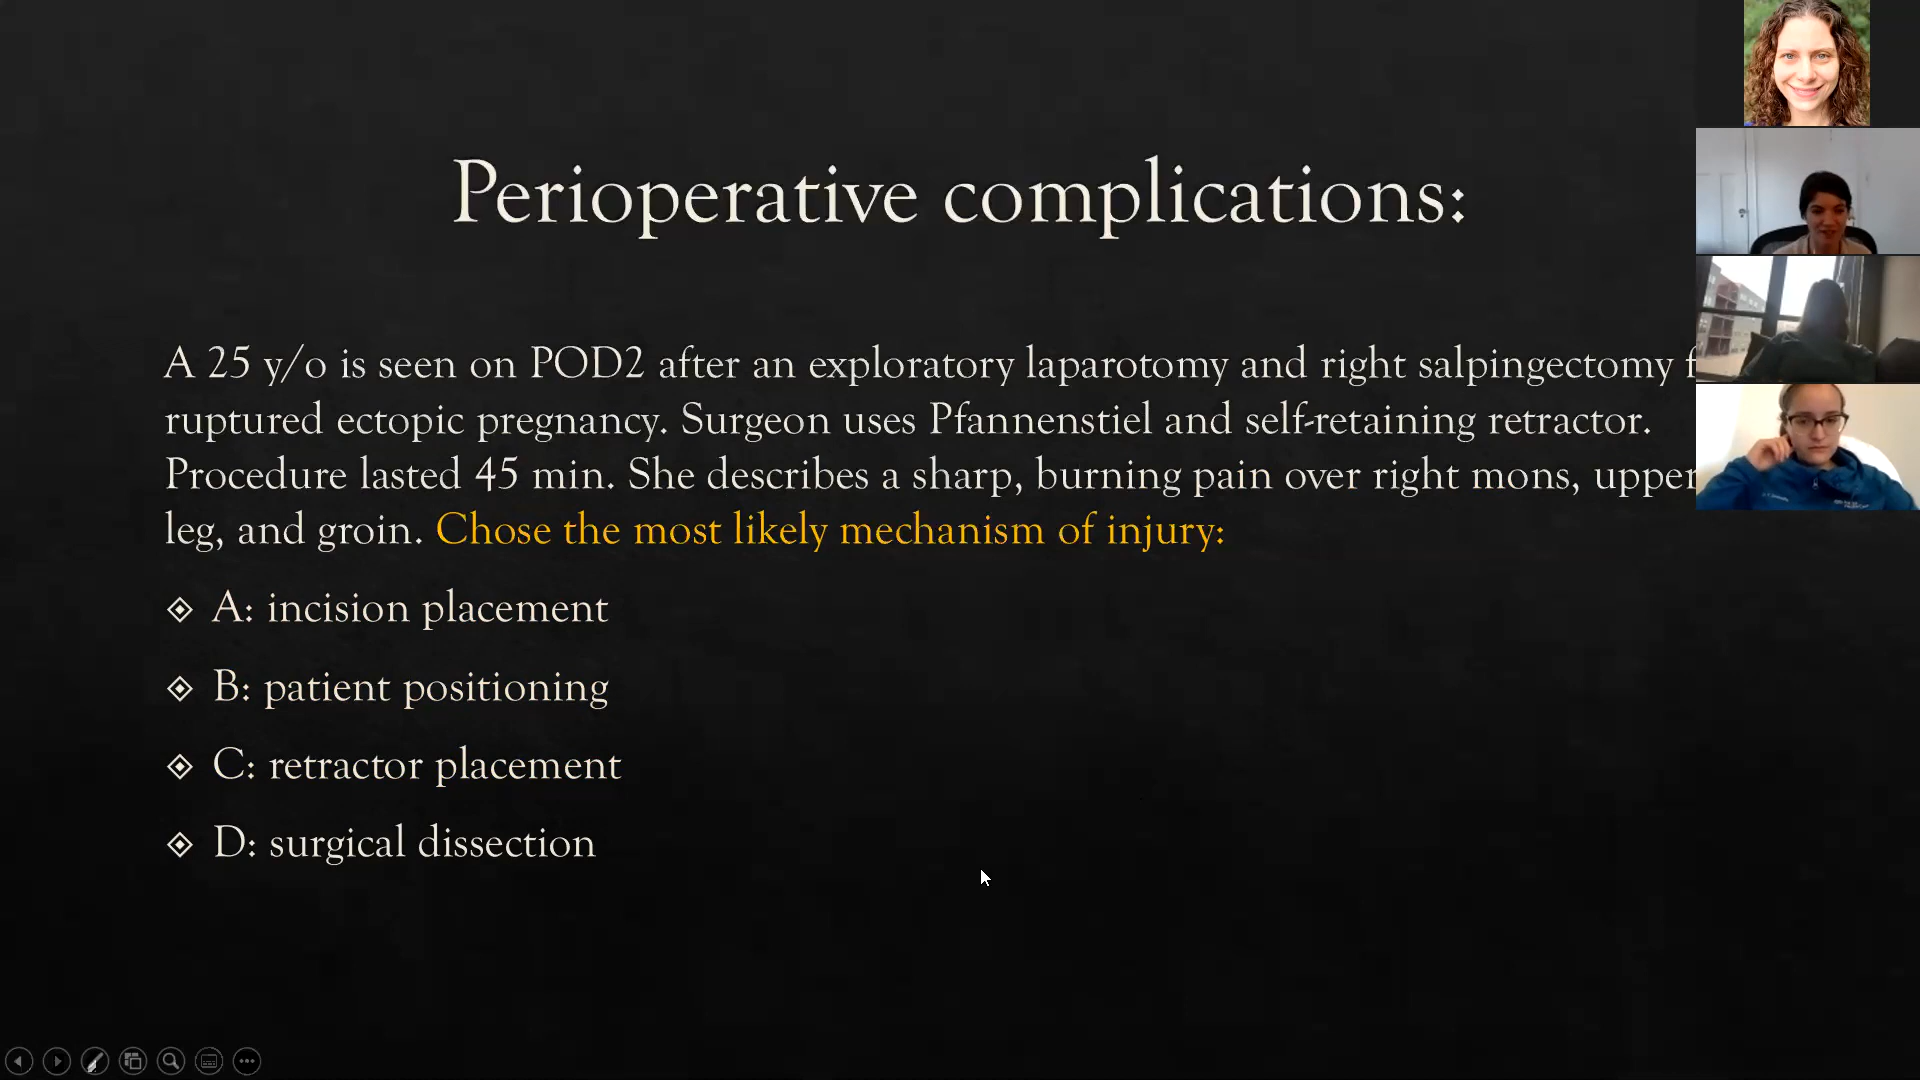 Perioperative complications:
A 25 y/o is seen on POD2 after an exploratory laparotomy and right salpingectomy
ruptured ectopic pregnancy. Surgeon uses Pfannenstiel and self-retaining retractor.
Procedure lasted 45 min. She describes a sharp, burning pain over right mons, upper
leg, and groin. Chose the most likely mechanism of injury:
A: incision placement
B: patient positioning
C: retractor placement
D: surgical dissection